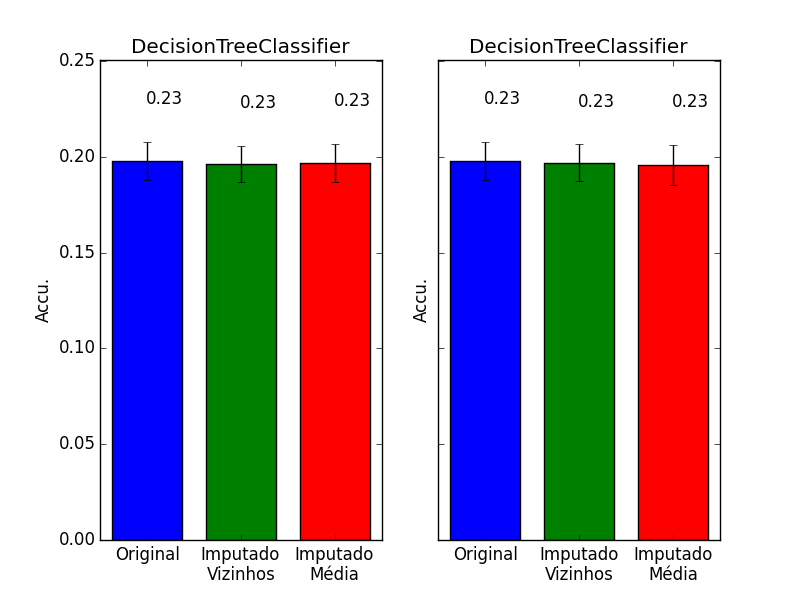 DecisionTreeClassifier
0.25
0.20
0.15
0.10
0.05
0.00
Accu.
0.23
0.23
0.23
Original
Imputado
Vizinhos
Imputado
Média
DecisionTreeClassifier
Accu.
0.23
0.23
0.23
Original
Imputado
Vizinhos
Imputado
Média